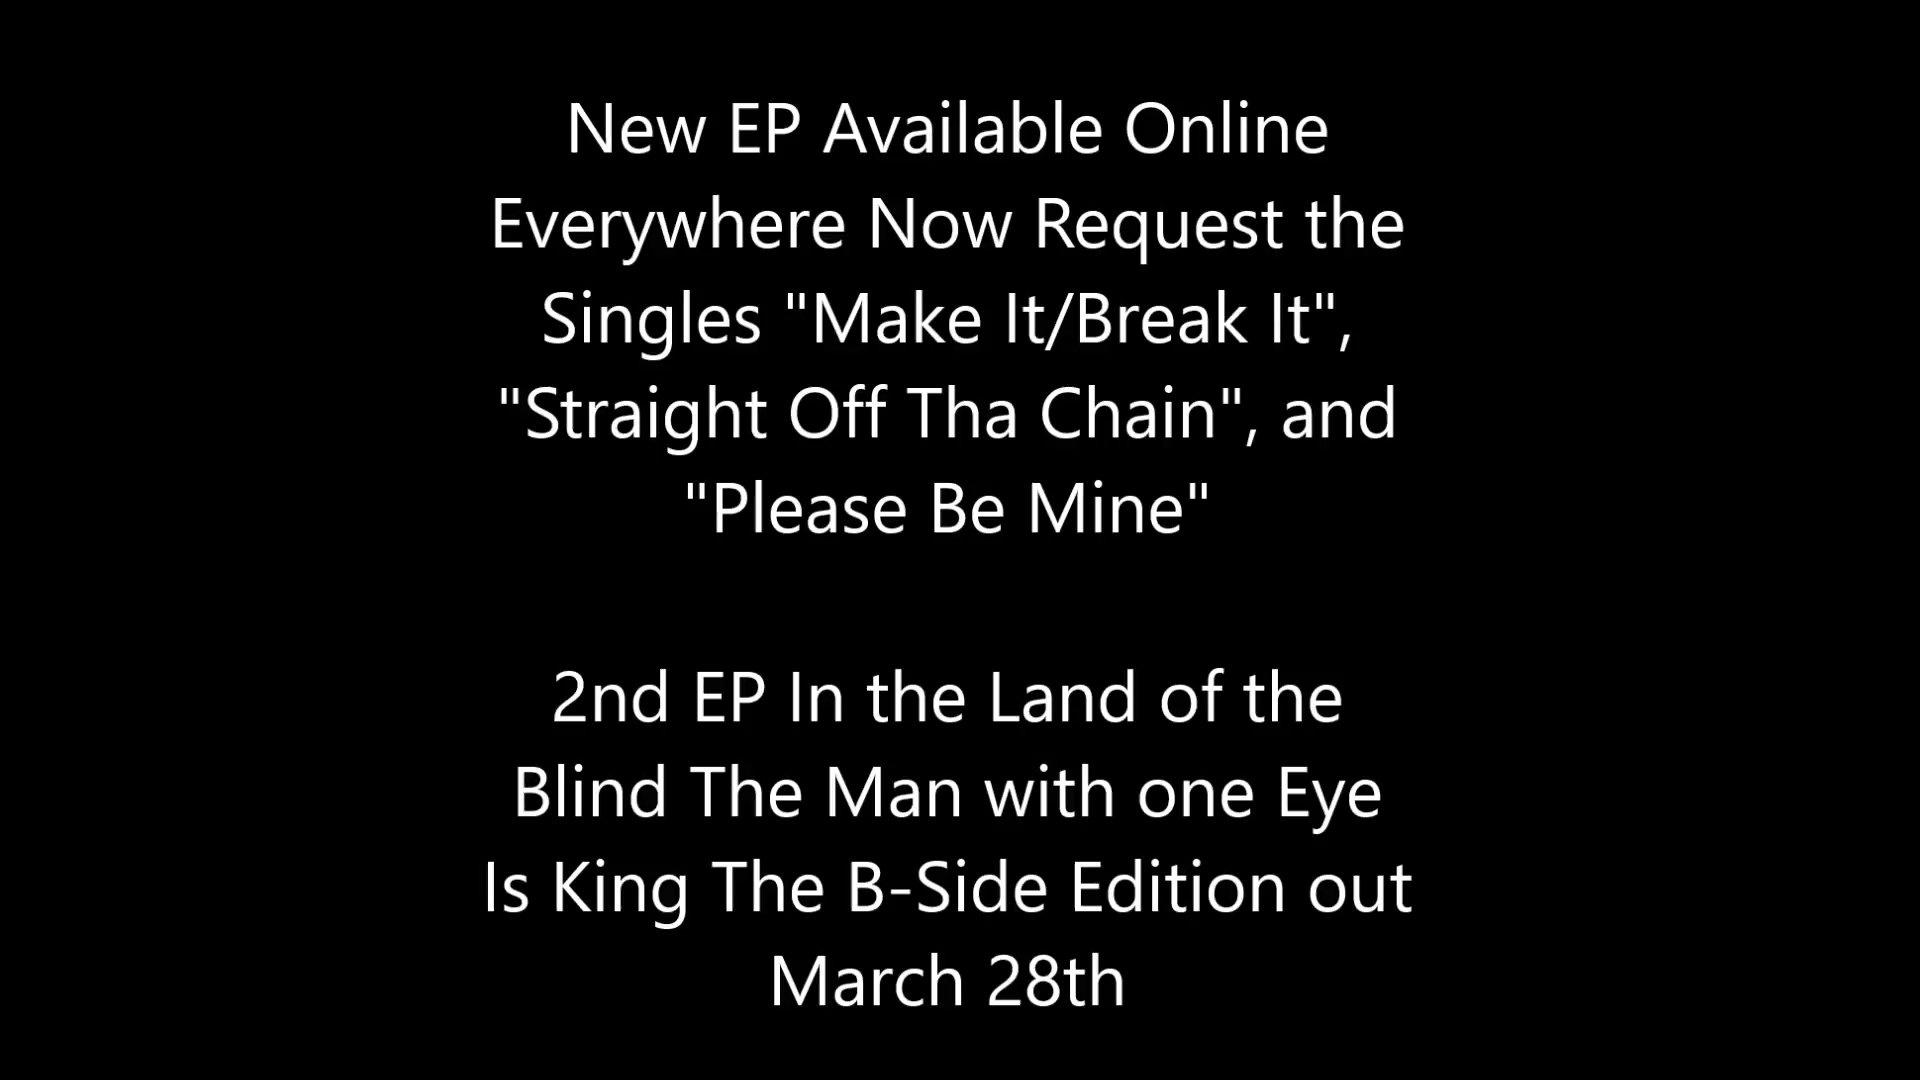 New EP Available Online
Everywhere Now Request the
Singles "Make It/Break It",
"Straight Off Tha Chain", and
"Please Be Mine"
2nd EP In the Land of the
Blind The Man with one Eye
Is King The B-Side Edition out
March 28th